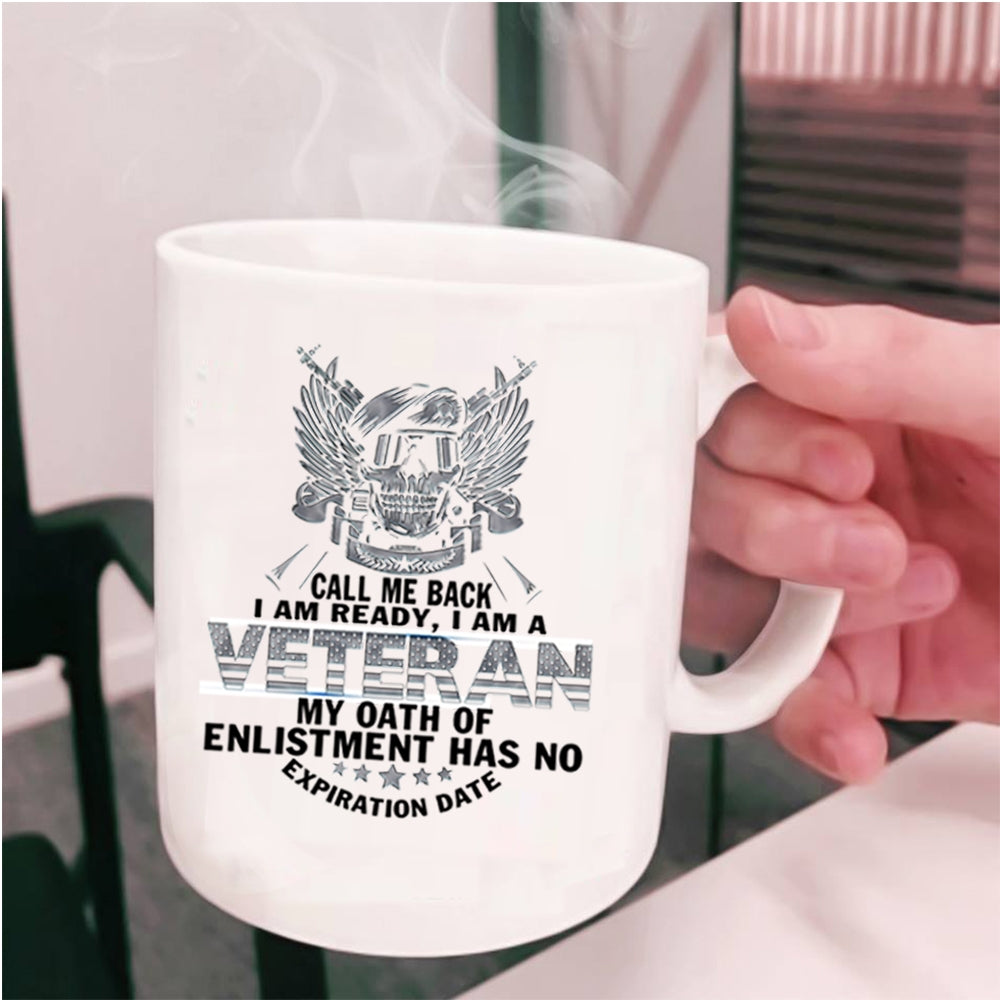 CALL ME BACK
I AM READY, I AM A
VETERAN
MY OATH OF
ENLISTMENT HAS NO
EXPIRATION DATE